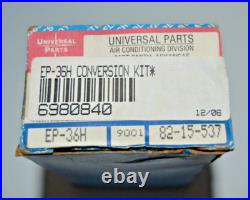 UNIVERSAL
PARTS
UNIVERSAL PARTS
AIR CONDITIONING DIVISION
EP-36H CONVERSION KIT*
6980840
12/06
EP-36H
9001
82-15-537